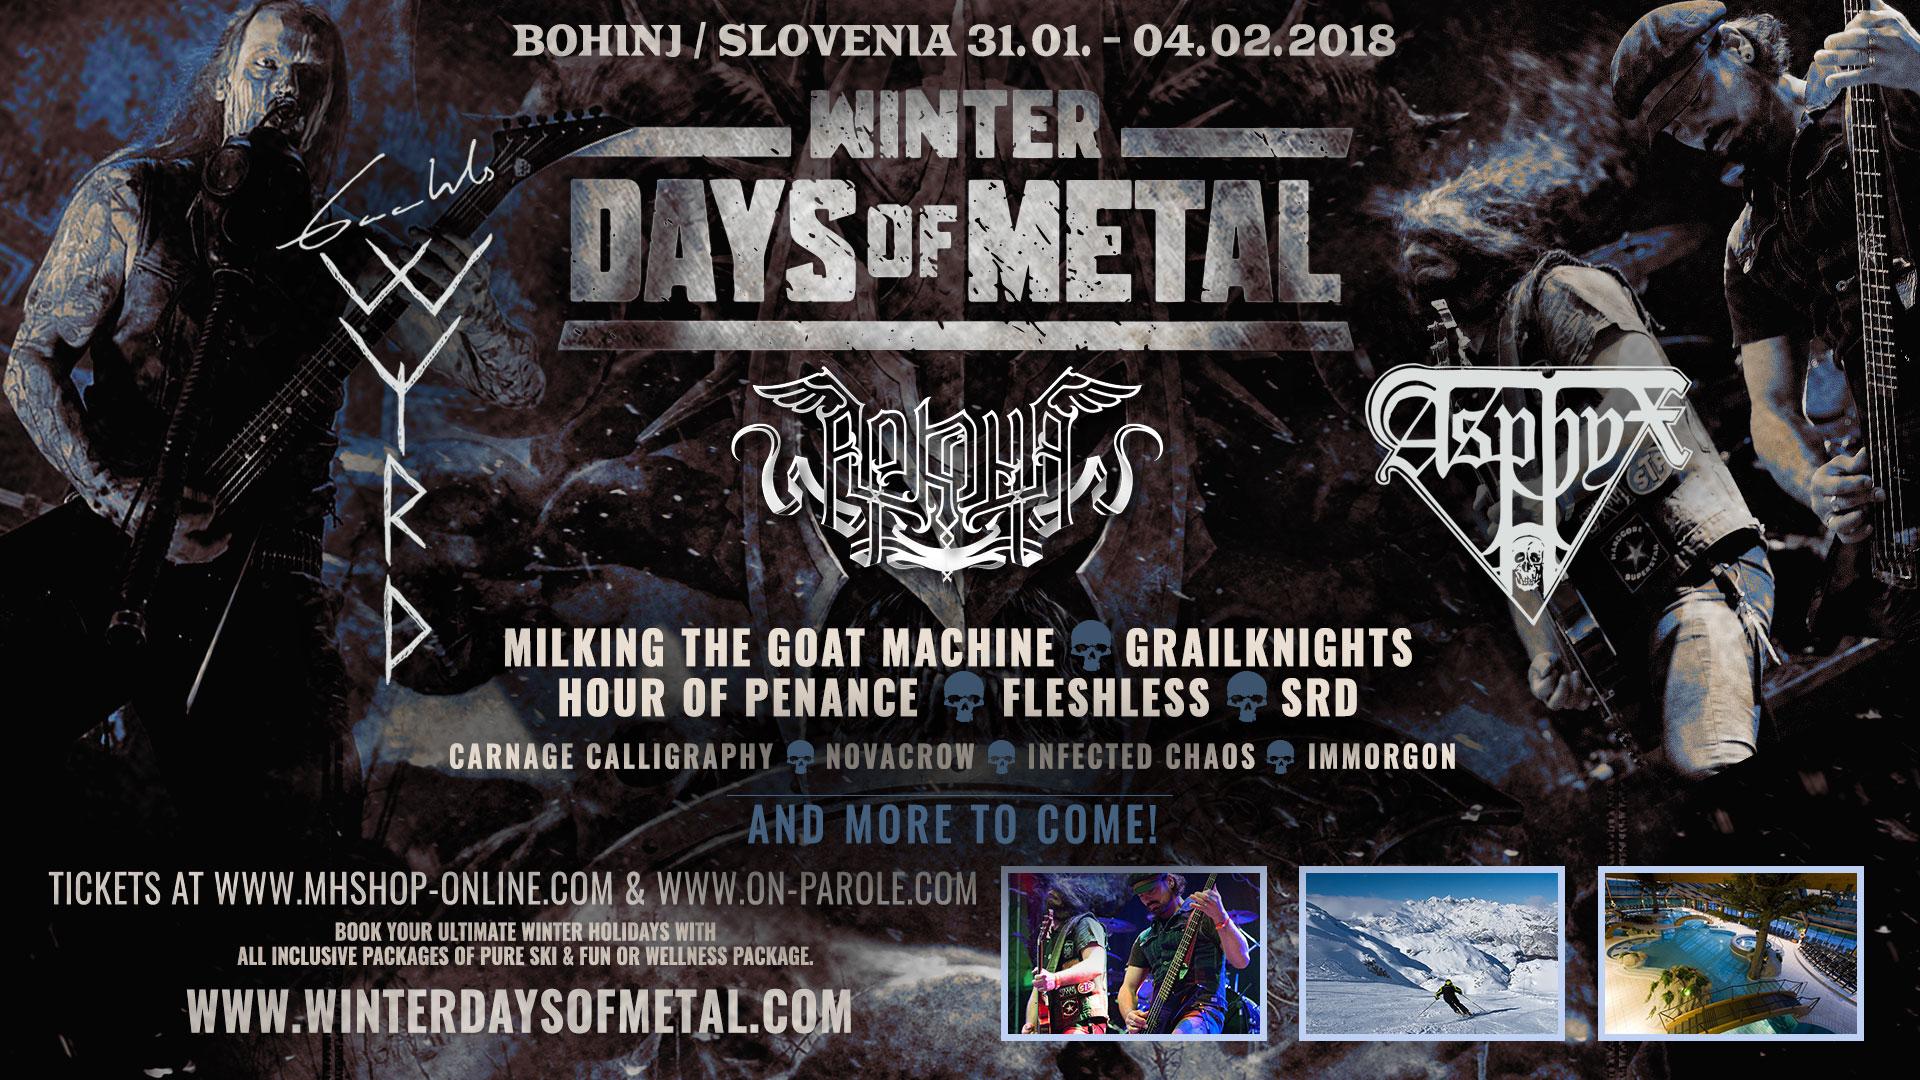 BOHINJ / SLOVENIA 31.01. - 04.02.2018
WINTER
DAYS OF METAL
Gaahls
WYRD
Asphyx
MILKING THE GOAT MACHINE GRAILKNIGHTS
HOUR OF PENANCE FLESHLESS SRD
CARNAGE CALLIGRAPHY NOVACROW INFECTED CHAOS IMMORGON
AND MORE TO COME!
TICKETS AT WWW.MHSHOP-ONLINE.COM & WWW.ON-PAROLE.COM
BOOK YOUR ULTIMATE WINTER HOLIDAYS WITH
ALL INCLUSIVE PACKAGES OF PURE SKI & FUN OR WELLNESS PACKAGE.
WWW.WINTERDAYSOFMETAL.COM
HARDCORE
SUPERSTAR